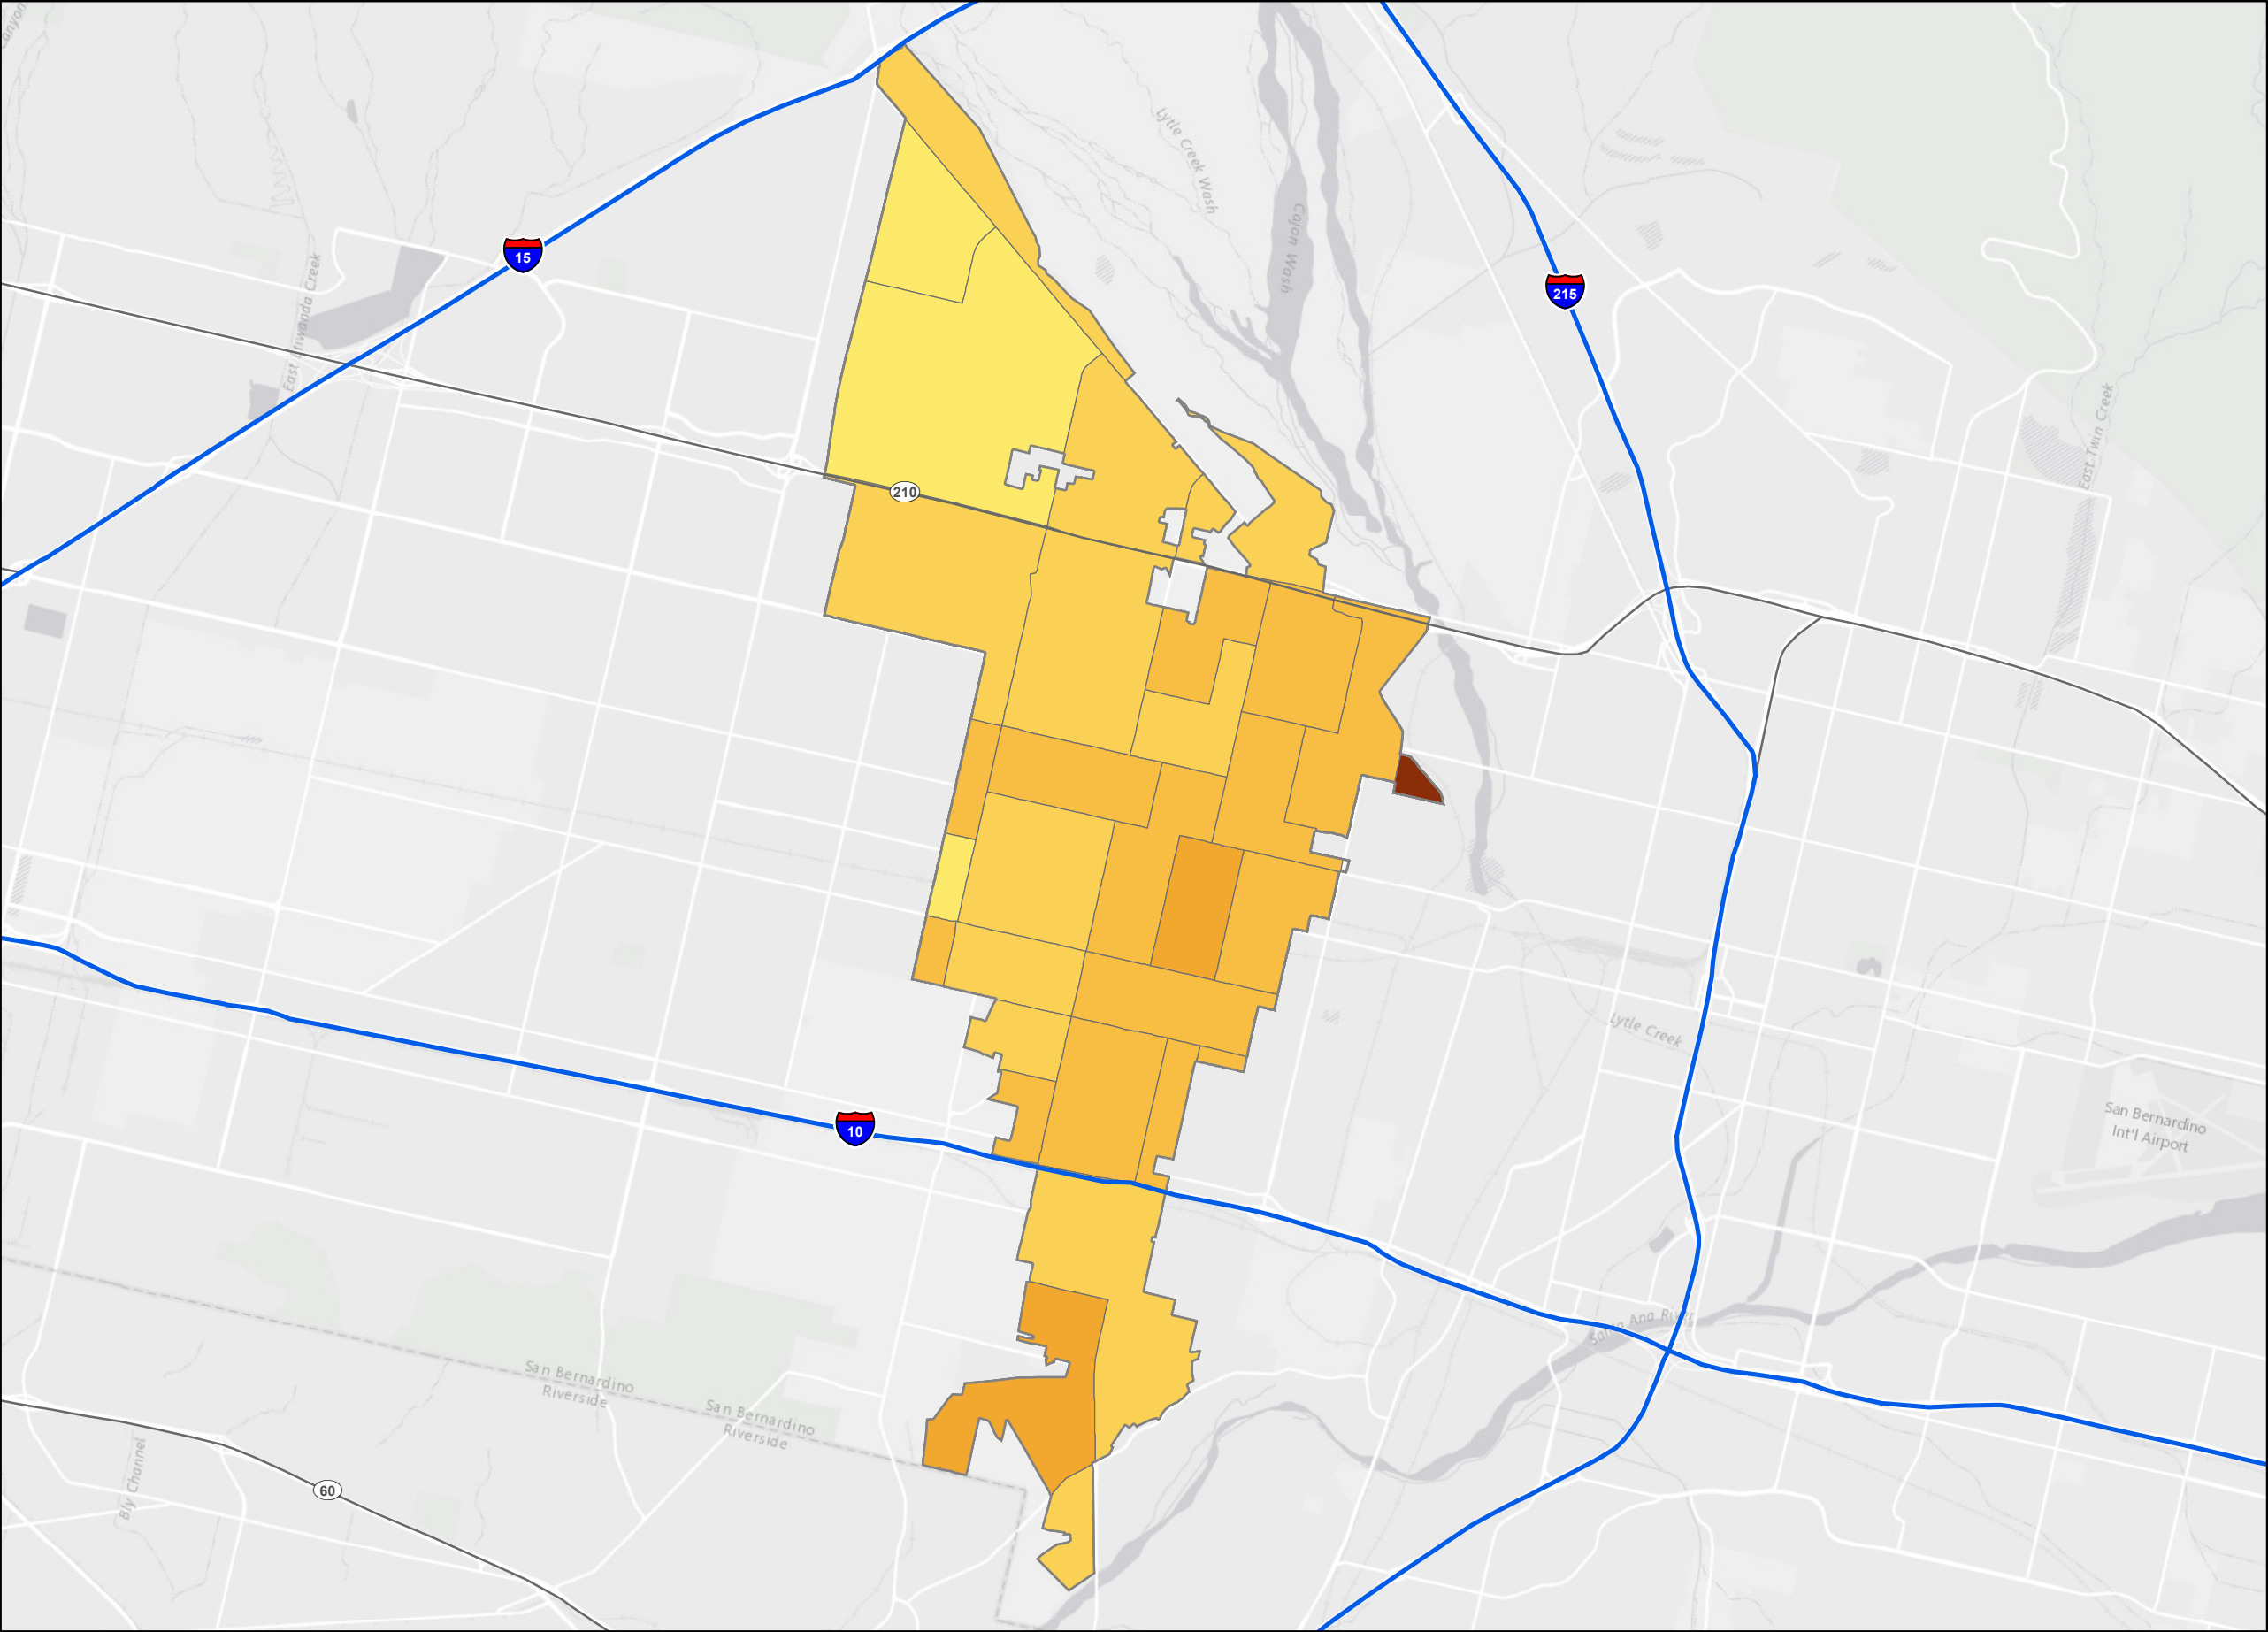 Canyon
Lytle Creek Wash
Cajon Wash
15
215
East Etiwanda Creek
East Twin Creek
210
Lytle Creek
San Bernardino
Int'l Airport
10
Santa Ana River
San Bernardino
Riverside
San Bernardino
Riverside
Bly Channel
60